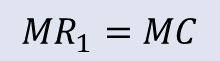 MR₁ = MC